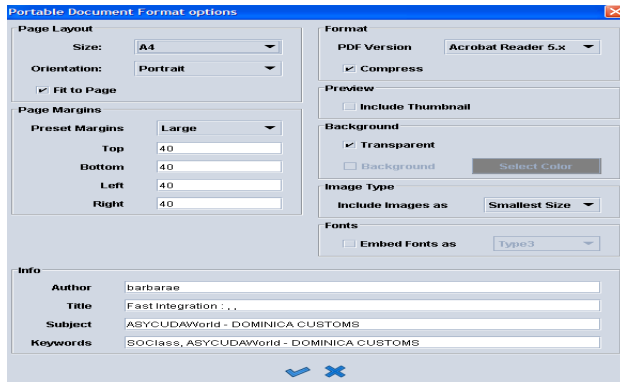 Portable Document Format options
Page Layout
Size: A4
Orientation: Portrait
Fit to Page
Page Margins
Preset Margins Large
Top 40
Bottom 40
Left 40
Right 40
Format
PDF Version Acrobat Reader 5.x
Compress
Preview
Include Thumbnail
Background
Transparent
Background Select Color
Image Type
Include Images as Smallest Size
Fonts
Embed Fonts as Type3
Info
Author barbarae
Title Fast Integration : , ,
Subject ASYCUDAWorld - DOMINICA CUSTOMS
Keywords SOClass, ASYCUDAWorld - DOMINICA CUSTOMS